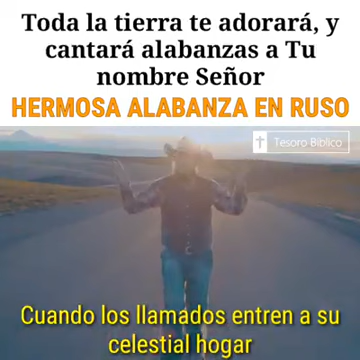 Toda la tierra te adorará, y
cantará alabanzas a Tu
nombre Señor
HERMOSA ALABANZA EN RUSO
Tesoro Bíblico
Cuando los llamados entren a su
celestial hogar